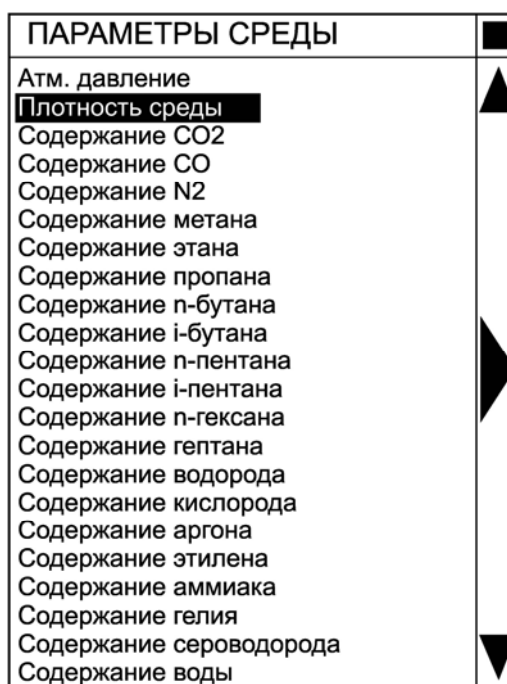 ПАРАМЕТРЫ СРЕДЫ
Атм. давление
Плотность среды
Содержание CO2
Содержание CO
Содержание N2
Содержание метана
Содержание этана
Содержание пропана
Содержание n-бутана
Содержание i-бутана
Содержание n-пентана
Содержание i-пентана
Содержание n-гексана
Содержание гептана
Содержание водорода
Содержание кислорода
Содержание аргона
Содержание этилена
Содержание аммиака
Содержание гелия
Содержание сероводорода
Содержание воды